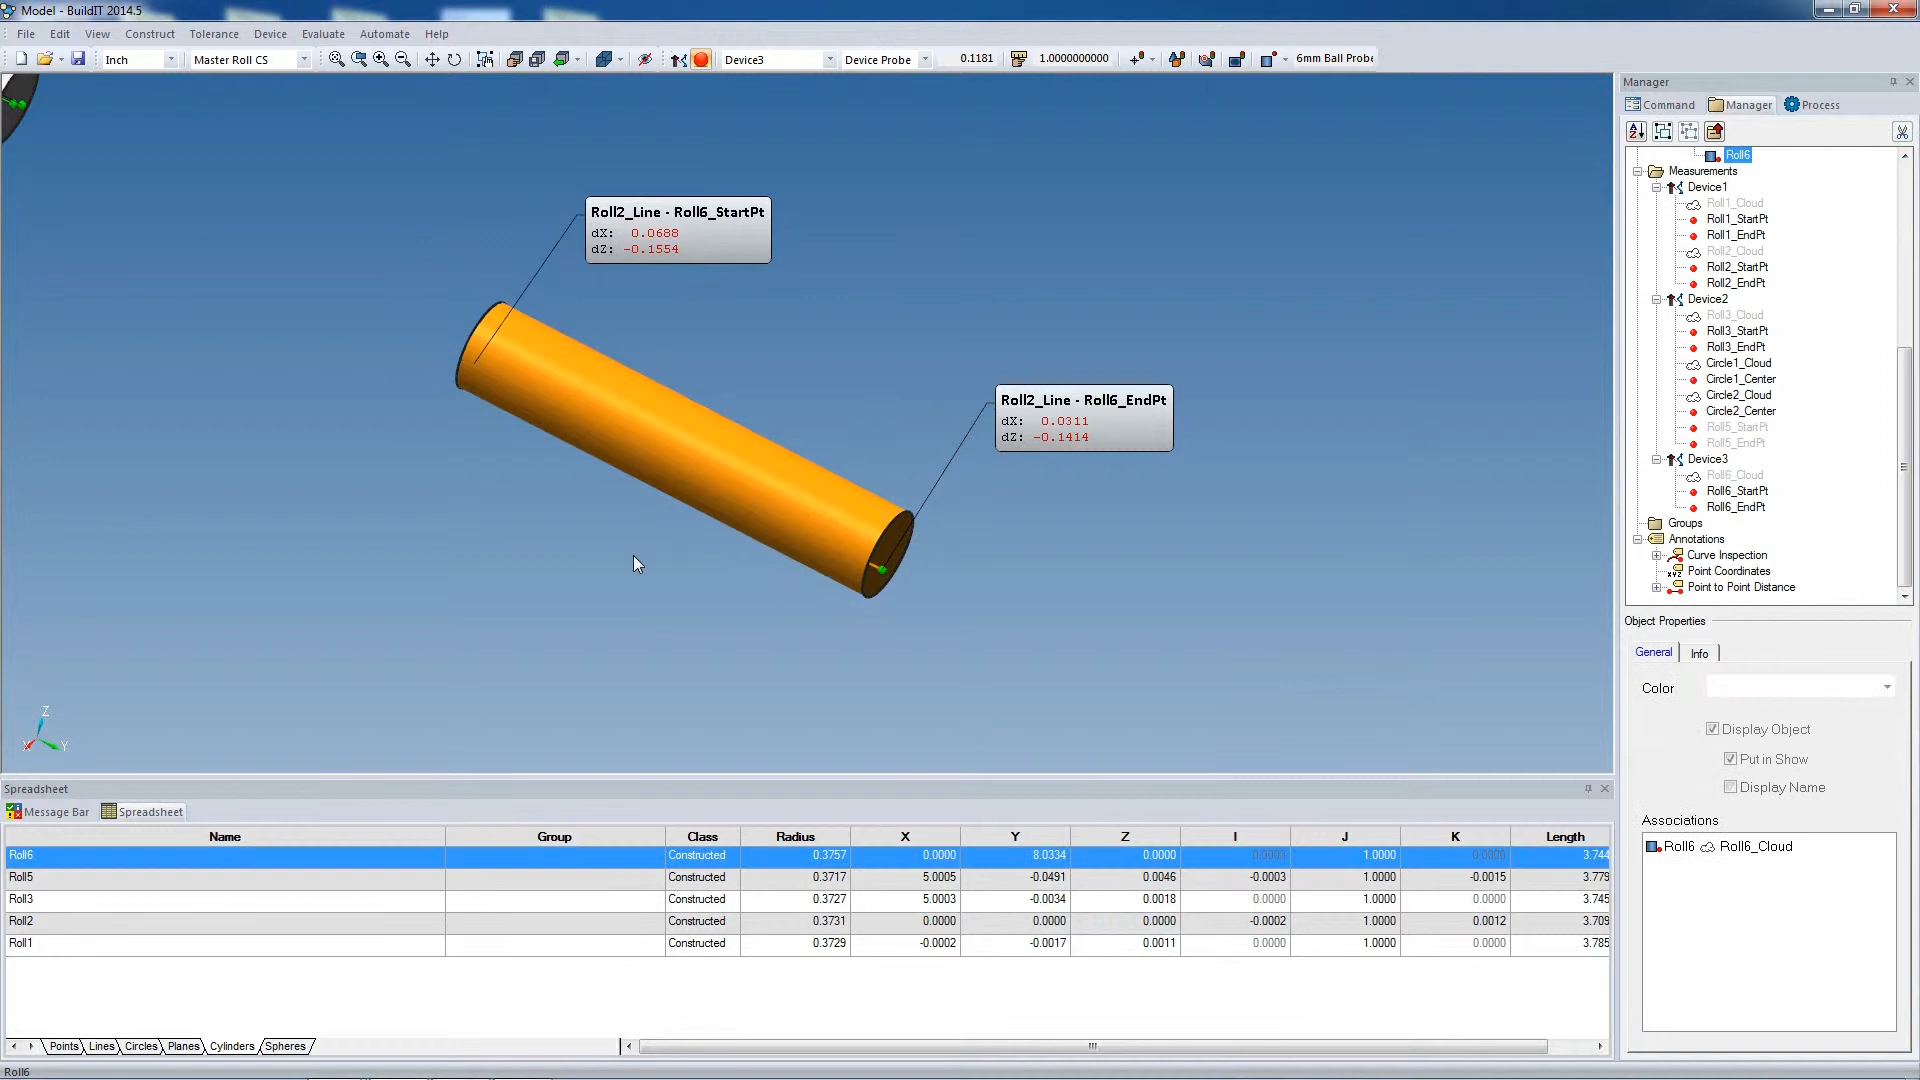 Model - BuildIT 2014.5
File Edit View Construct Tolerance Device Evaluate Automate Help
Inch Master Roll CS Device3 Device Probe 0.1181 1.0000000000 6mm Ball Probe
Roll2_Line - Roll6_StartPt
dX: 0.0688
dZ: -0.1554
Roll2_Line - Roll6_EndPt
dX: 0.0311
dZ: -0.1414
Z
X Y
Manager
Command Manager Process
Roll6
Measurements
Device1
Roll1_Cloud
Roll1_StartPt
Roll1_EndPt
Roll2_Cloud
Roll2_StartPt
Roll2_EndPt
Device2
Roll3_Cloud
Roll3_StartPt
Roll3_EndPt
Circle1_Cloud
Circle1_Center
Circle2_Cloud
Circle2_Center
Roll5_StartPt
Roll5_EndPt
Device3
Roll6_Cloud
Roll6_StartPt
Roll6_EndPt
Groups
Annotations
Curve Inspection
Point Coordinates
Point to Point Distance
Object Properties
General Info
Color
Display Object
Put in Show
Display Name
Associations
Roll6 Roll6_Cloud
Spreadsheet
Message Bar Spreadsheet
Name Group Class Radius X Y Z I J K Length
Roll6 Constructed 0.3757 0.0000 8.0334 0.0000 1.0000 0.0000 3.744
Roll5 Constructed 0.3717 5.0005 -0.0491 0.0046 -0.0003 1.0000 -0.0015 3.779
Roll3 Constructed 0.3727 5.0003 -0.0034 0.0018 0.0000 1.0000 0.0000 3.745
Roll2 Constructed 0.3731 0.0000 0.0000 0.0000 -0.0002 1.0000 0.0012 3.709
Roll1 Constructed 0.3729 -0.0002 -0.0017 0.0011 0.0000 1.0000 0.0000 3.785
Points Lines Circles Planes Cylinders Spheres
Roll6